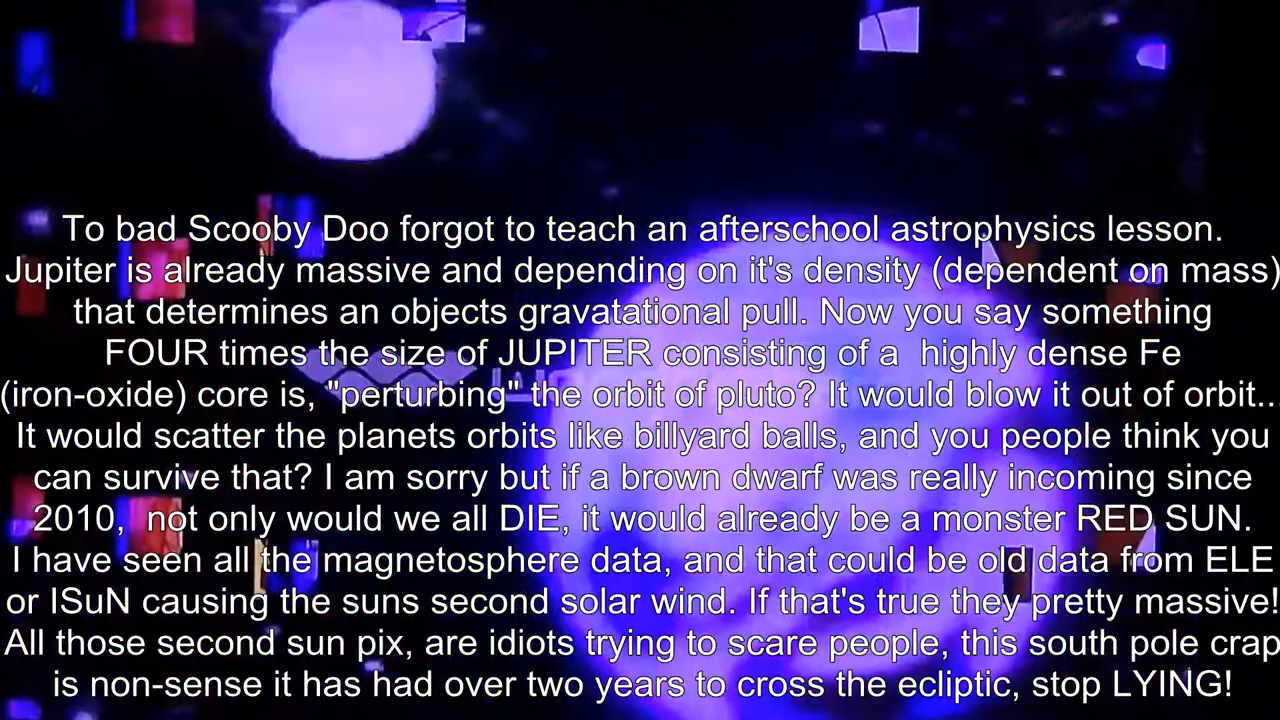 To bad Scooby Doo forgot to teach an afterschool astrophysics lesson.
Jupiter is already massive and depending on it's density (dependent on mass)
that determines an objects gravatational pull. Now you say something
FOUR times the size of JUPITER consisting of a  highly dense Fe
(iron-oxide) core is, "perturbing" the orbit of pluto? It would blow it out of orbit...
It would scatter the planets orbits like billyard balls, and you people think you
can survive that? I am sorry but if a brown dwarf was really incoming since
2010,  not only would we all DIE, it would already be a monster RED SUN.
I have seen all the magnetosphere data, and that could be old data from ELE
or ISuN causing the suns second solar wind. If that's true they pretty massive!
All those second sun pix, are idiots trying to scare people, this south pole crap
is non-sense it has had over two years to cross the ecliptic, stop LYING!